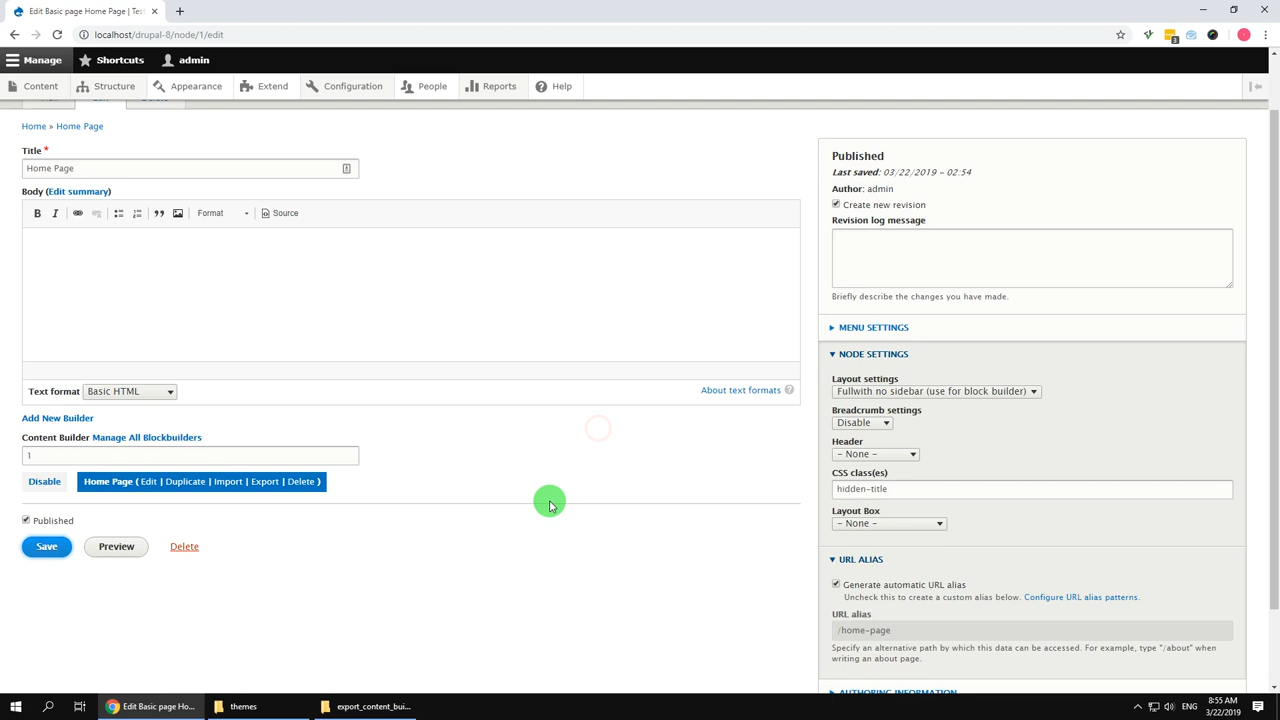 Edit Basic page Home Page | Tes
localhost/drupal-8/node/1/edit
3
Manage
Shortcuts
admin
Content
Structure
Appearance
Extend
Configuration
People
Reports
Help
Home » Home Page
Title *
Home Page
Body (Edit summary)
B I
Format
Source
Text format
Basic HTML
About text formats
Add New Builder
Content Builder Manage All Blockbuilders
1
Disable
Home Page ( Edit | Duplicate | Import | Export | Delete )
Published
Save
Preview
Delete
Published
Last saved: 03/22/2019 - 02:54
Author: admin
Create new revision
Revision log message
Briefly describe the changes you have made.
MENU SETTINGS
NODE SETTINGS
Layout settings
Fullwith no sidebar (use for block builder)
Breadcrumb settings
Disable
Header
- None -
CSS class(es)
hidden-title
Layout Box
- None -
URL ALIAS
Generate automatic URL alias
Uncheck this to create a custom alias below. Configure URL alias patterns.
URL alias
/home-page
Specify an alternative path by which this data can be accessed. For example, type "/about" when
writing an about page.
AUTHORING INFORMATION
Edit Basic page Ho...
themes
export_content_bui...
ENG
8:55 AM
3/22/2019